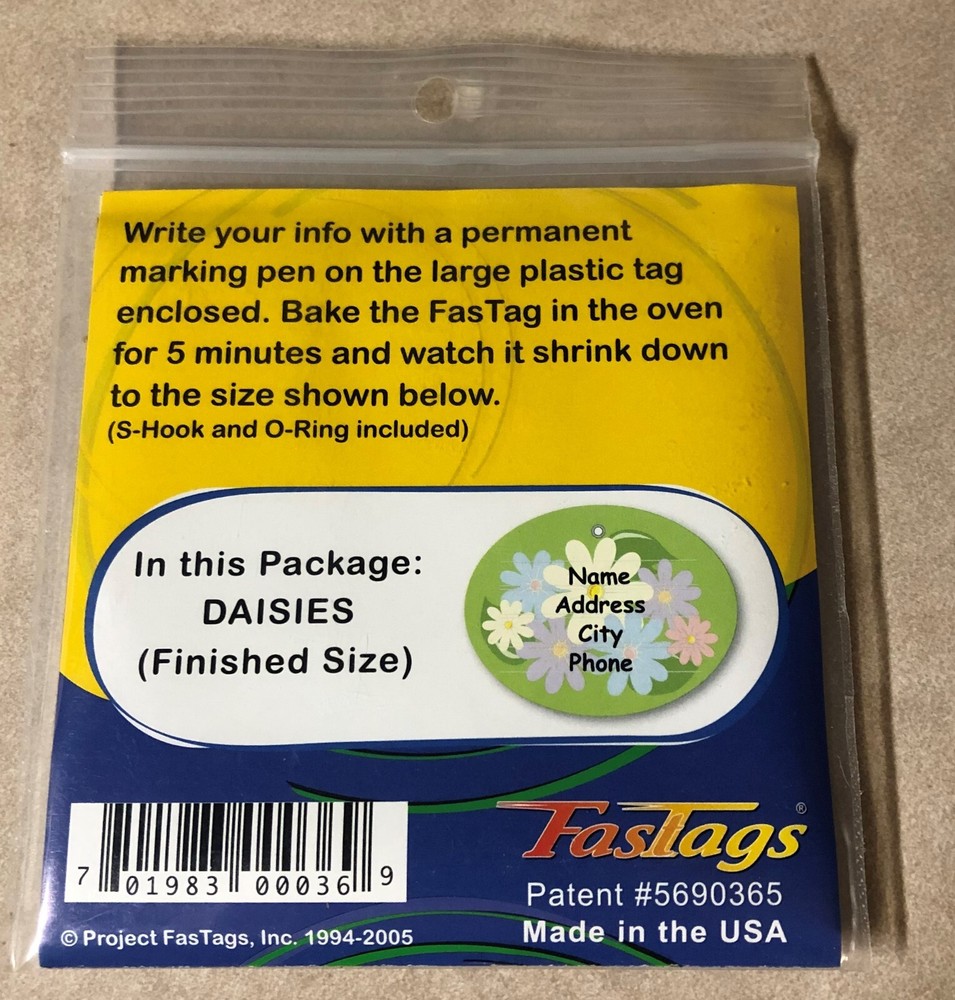 Write your info with a permanent
marking pen on the large plastic tag
enclosed. Bake the FasTag in the oven
for 5 minutes and watch it shrink down
to the size shown below.
(S-Hook and O-Ring included)
In this Package:
DAISIES
(Finished Size)
Name
Address
City
Phone
7 01983 00036 9
FasTags®
Patent #5690365
Made in the USA
© Project FasTags, Inc. 1994-2005